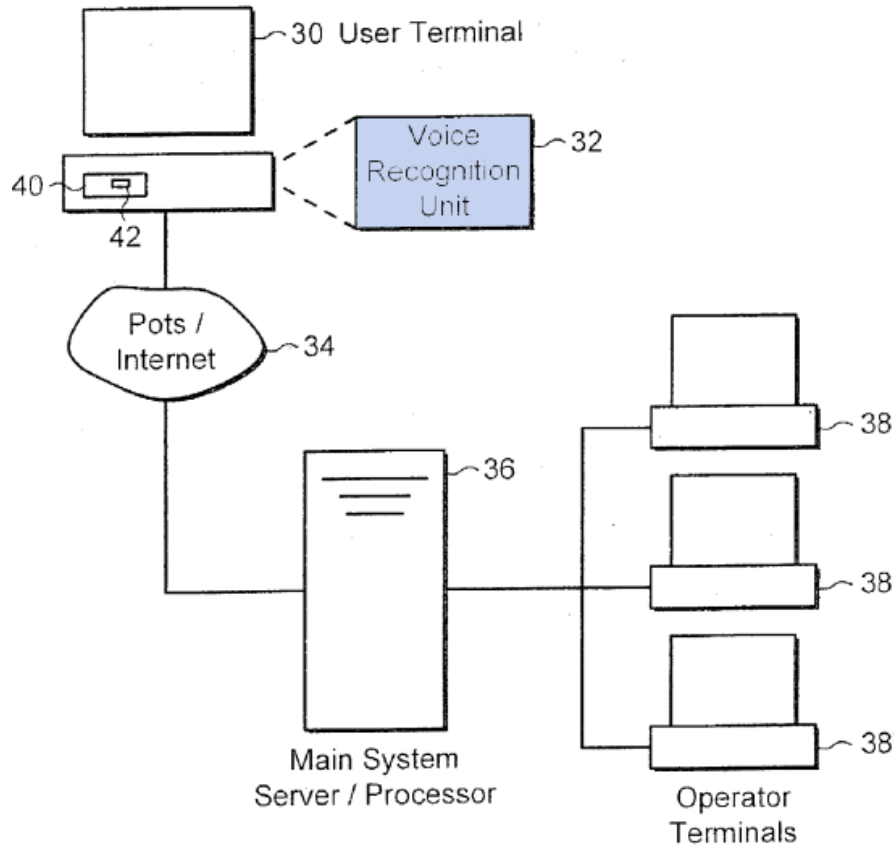 30 User Terminal
Voice
Recognition
Unit
32
40
42
Pots /
Internet
34
36
38
38
38
Main System
Server / Processor
Operator
Terminals